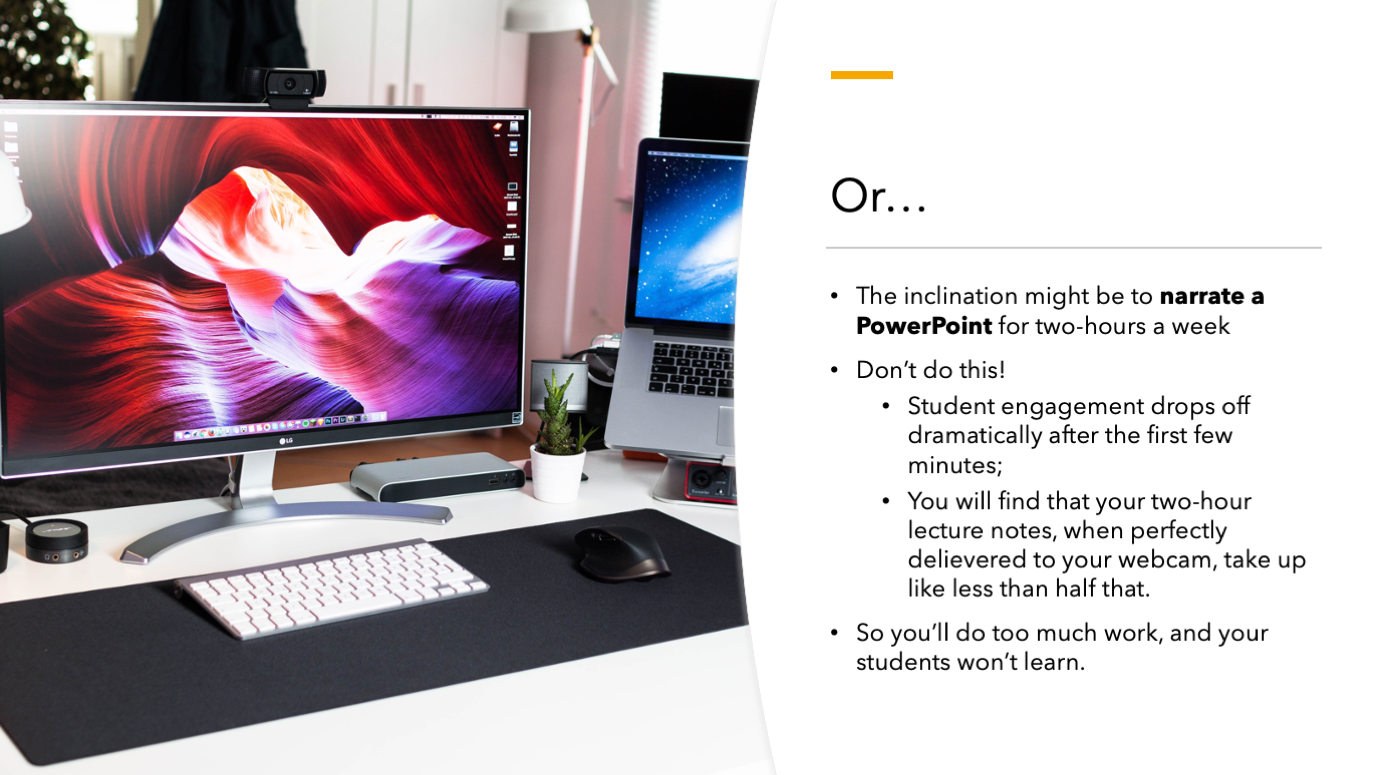 Or…
• The inclination might be to narrate a
PowerPoint for two-hours a week
• Don't do this!
• Student engagement drops off
dramatically after the first few
minutes;
• You will find that your two-hour
lecture notes, when perfectly
delievered to your webcam, take up
like less than half that.
• So you'll do too much work, and your
students won't learn.
LG